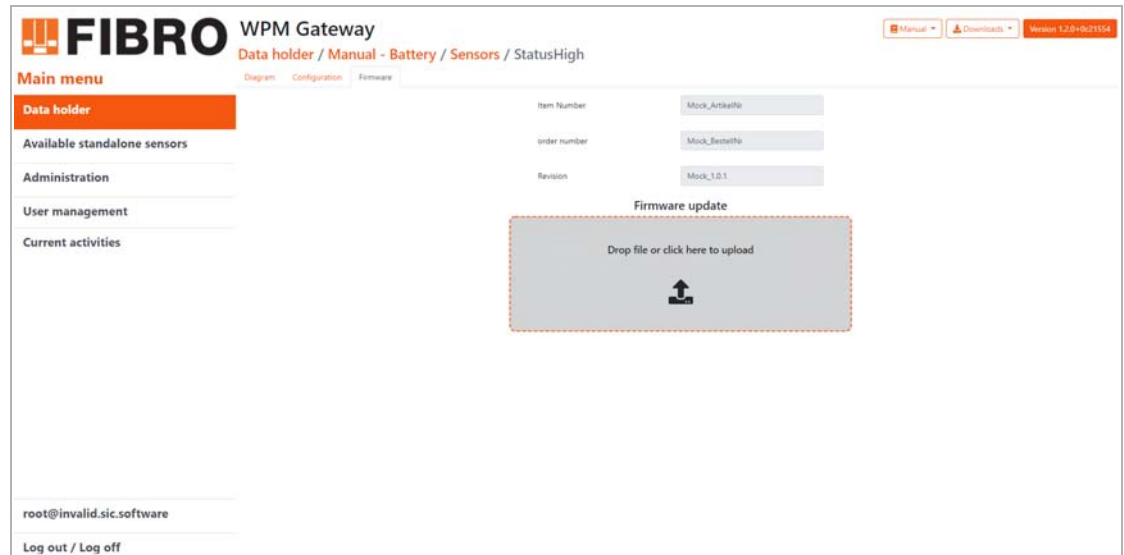 FIBRO
WPM Gateway
Manual
Downloads
Version 1.2.0+0c21554
Data holder / Manual - Battery / Sensors / StatusHigh
Main menu
Diagram
Configuration
Firmware
Data holder
Available standalone sensors
Administration
User management
Current activities
Item Number
Mock_ArtikelNr
order number
Mock_BestellNr
Revision
Mock_1.0.1
Firmware update
Drop file or click here to upload
root@invalid.sic.software
Log out / Log off